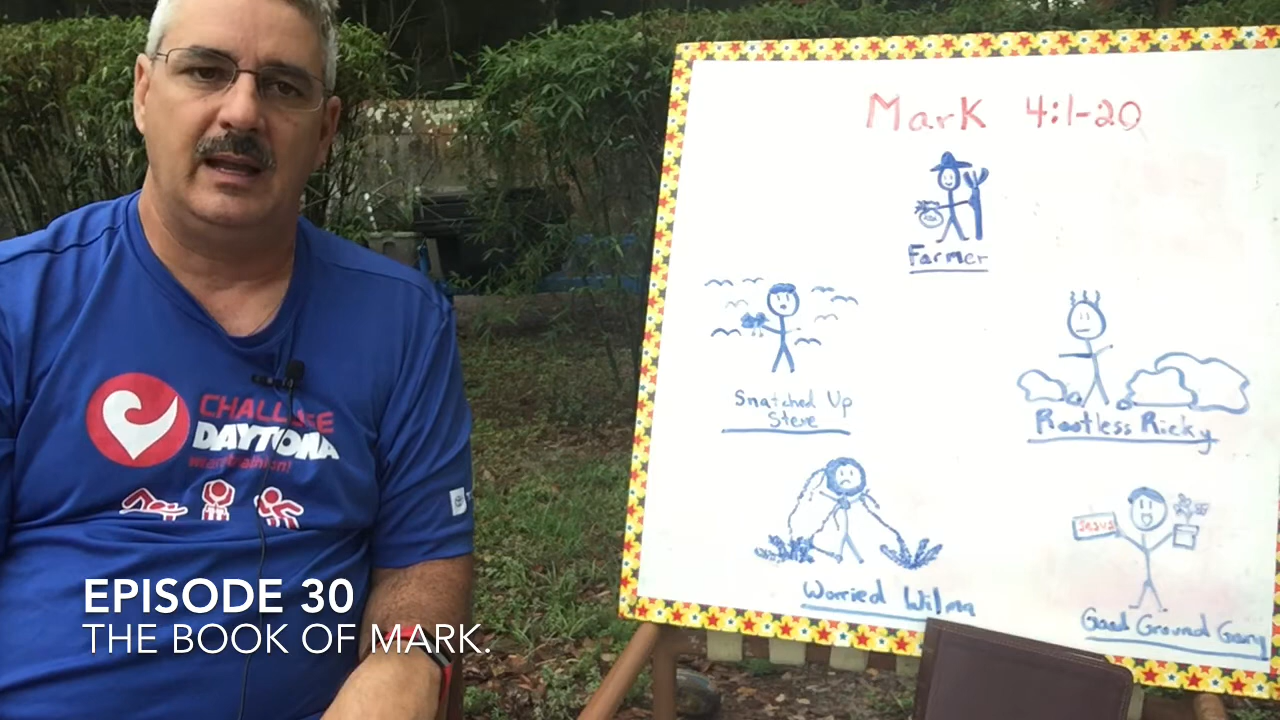 Mark 4:1-20
Farmer
Snatched Up
Steve
Rootless Ricky
Worried Wilma
Jesus
Good Ground Gary
DAYTONA
EPISODE 30
THE BOOK OF MARK.